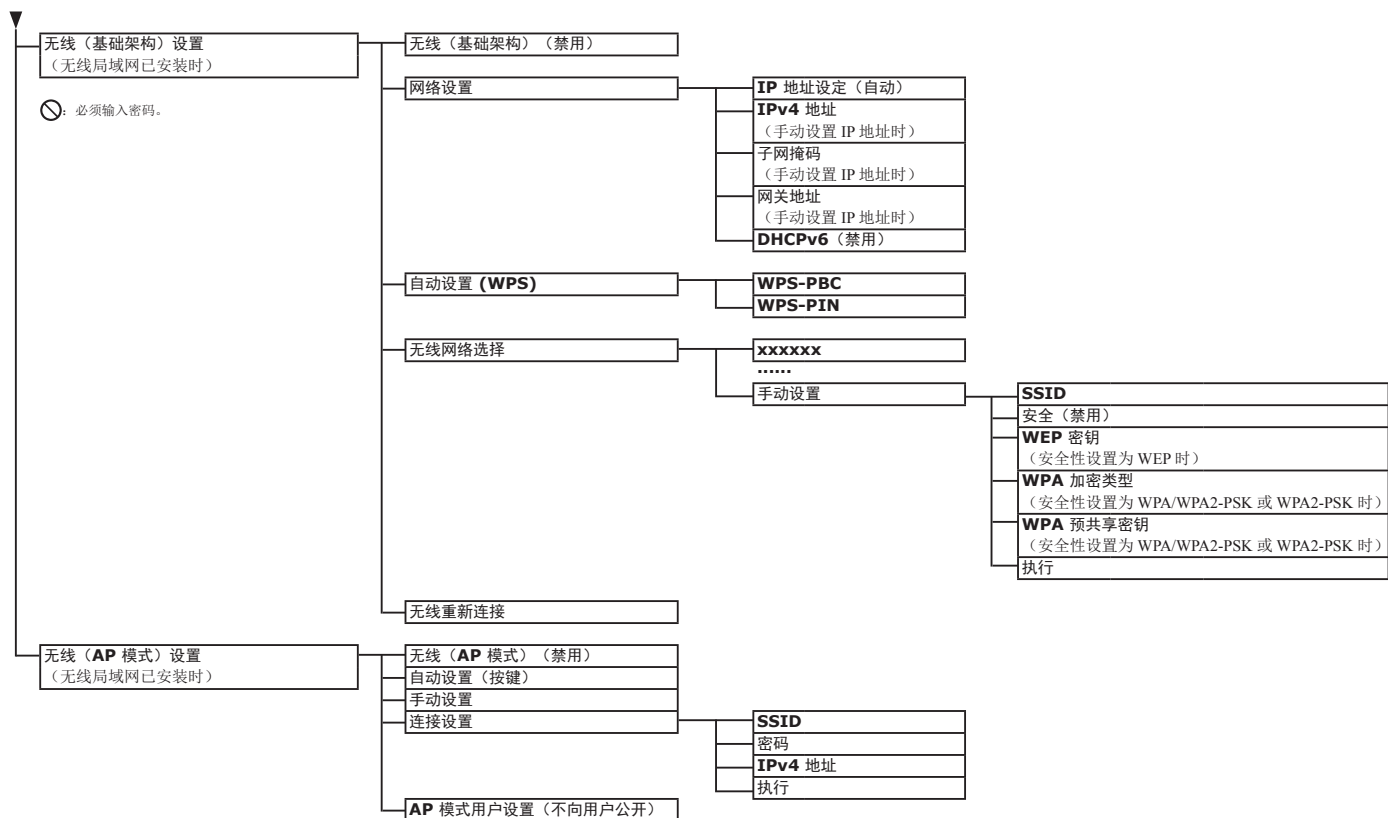 无线（基础架构）设置
（无线局域网已安装时）
：必须输入密码。
无线（基础架构）（禁用）
网络设置
IP 地址设定（自动）
IPv4 地址
（手动设置 IP 地址时）
子网掩码
（手动设置 IP 地址时）
网关地址
（手动设置 IP 地址时）
DHCPv6（禁用）
自动设置 (WPS)
WPS-PBC
WPS-PIN
无线网络选择
xxxxxx
……
手动设置
SSID
安全（禁用）
WEP 密钥
（安全性设置为 WEP 时）
WPA 加密类型
（安全性设置为 WPA/WPA2-PSK 或 WPA2-PSK 时）
WPA 预共享密钥
（安全性设置为 WPA/WPA2-PSK 或 WPA2-PSK 时）
执行
无线重新连接
无线（AP 模式）设置
（无线局域网已安装时）
无线（AP 模式）（禁用）
自动设置（按键）
手动设置
连接设置
SSID
密码
IPv4 地址
执行
AP 模式用户设置（不向用户公开）